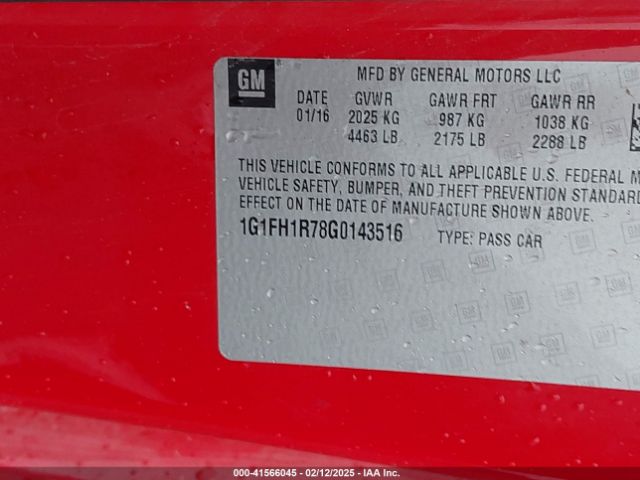 GM
MFD BY GENERAL MOTORS LLC
DATE GVWR GAWR FRT GAWR RR
01/16 2025 KG 987 KG 1038 KG
4463 LB 2175 LB 2288 LB
THIS VEHICLE CONFORMS TO ALL APPLICABLE U.S. FEDERAL M
VEHICLE SAFETY, BUMPER, AND THEFT PREVENTION STANDARD
EFFECT ON THE DATE OF MANUFACTURE SHOWN ABOVE.
1G1FH1R78G0143516 TYPE: PASS CAR
000-41566045 - 02/12/2025 - IAA Inc.